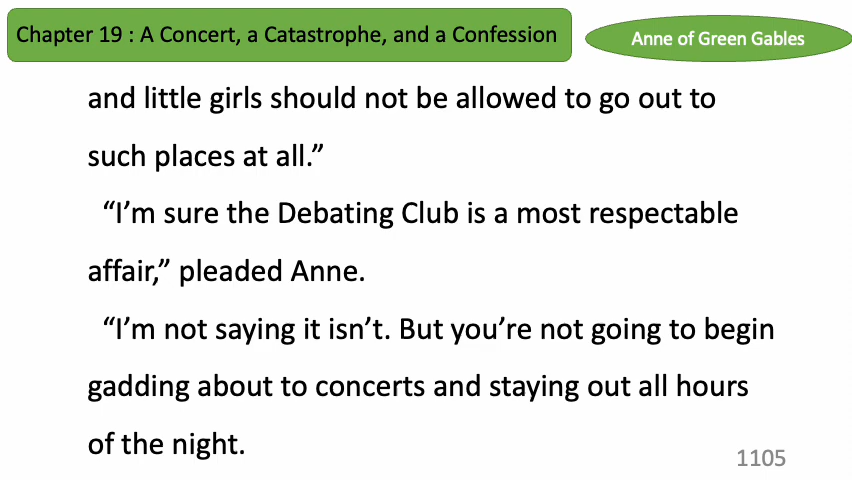 Chapter 19 : A Concert, a Catastrophe, and a Confession
Anne of Green Gables
and little girls should not be allowed to go out to
such places at all.”
“I’m sure the Debating Club is a most respectable
affair,” pleaded Anne.
“I’m not saying it isn’t. But you’re not going to begin
gadding about to concerts and staying out all hours
of the night.
1105